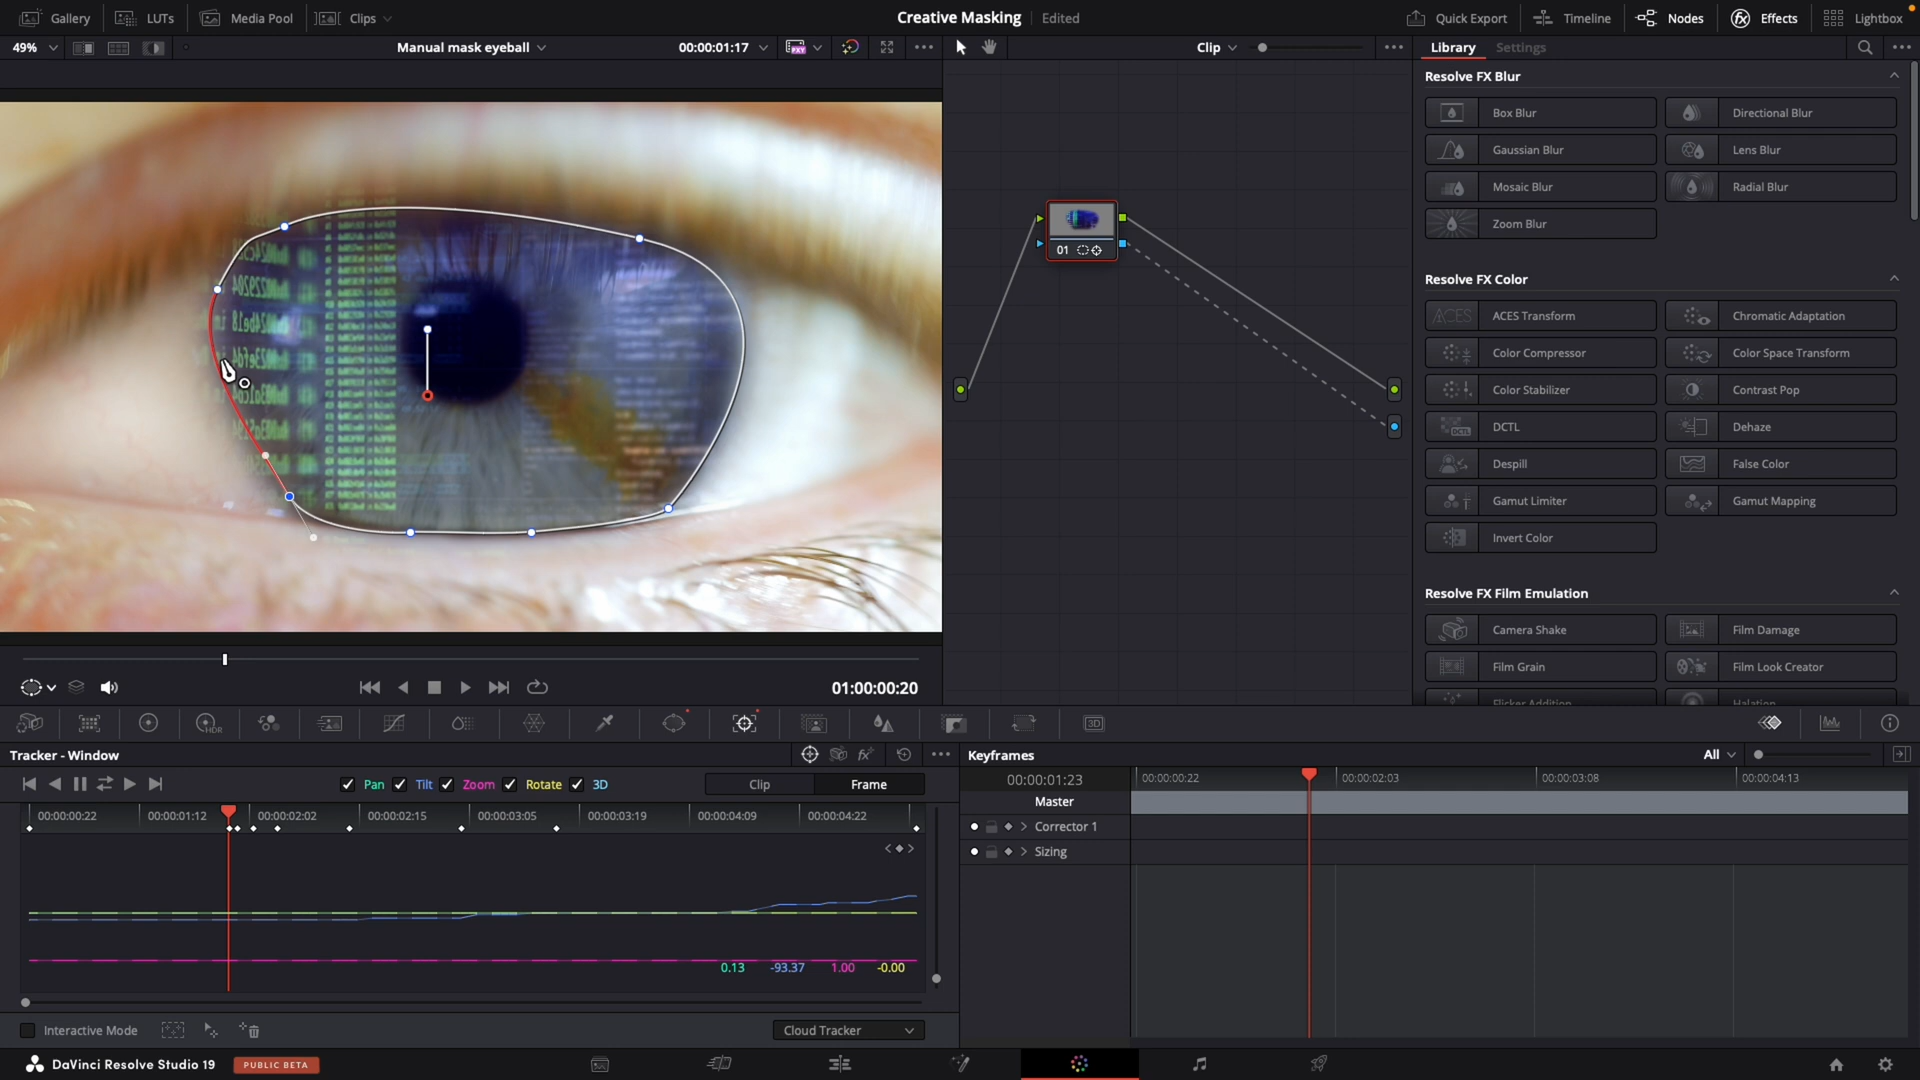 Gallery LUTs Media Pool Clips Creative Masking Edited Quick Export Timeline Nodes Effects Lightbox
49% Manual mask eyeball 00:00:01:17 Clip Library Settings
Resolve FX Blur
Box Blur Directional Blur
Gaussian Blur Lens Blur
Mosaic Blur Radial Blur
Zoom Blur
01
Resolve FX Color
ACES Transform Chromatic Adaptation
Color Compressor Color Space Transform
Color Stabilizer Contrast Pop
DCTL Dehaze
Despill False Color
Gamut Limiter Gamut Mapping
Invert Color
Resolve FX Film Emulation
Camera Shake Film Damage
Film Grain Film Look Creator
Flicker Addition Halation
01:00:00:20
HDR 3D
Tracker - Window Keyframes All
Pan Tilt Zoom Rotate 3D Clip Frame
00:00:01:23 00:00:00:22 00:00:02:03 00:00:03:08 00:00:04:13
Master
00:00:00:22 00:00:01:12 00:00:02:02 00:00:02:15 00:00:03:05 00:00:03:19 00:00:04:09 00:00:04:22
Corrector 1
Sizing
0.13 -93.37 1.00 -0.00
Interactive Mode Cloud Tracker
DaVinci Resolve Studio 19 PUBLIC BETA